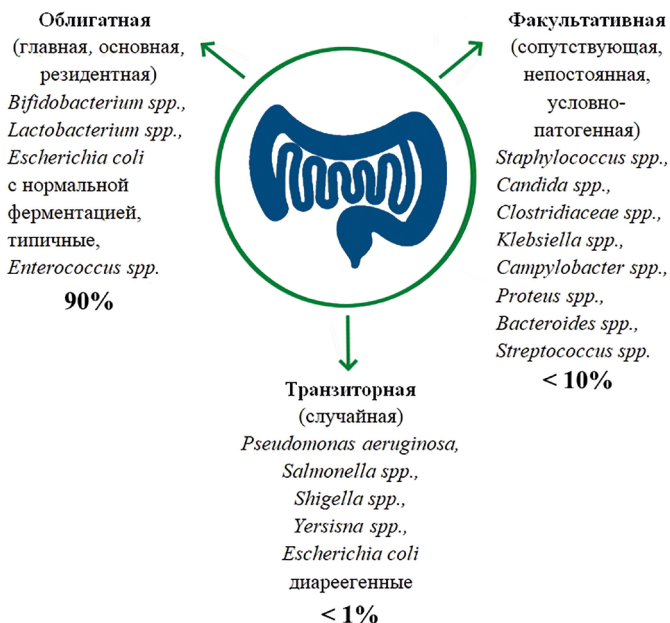 Облигатная
(главная, основная,
резидентная)
Bifidobacterium spp.,
Lactobacterium spp.,
Escherichia coli
с нормальной
ферментацией,
типичные,
Enterococcus spp.
90%
Факультативная
(сопутствующая,
непостоянная,
условно-
патогенная)
Staphylococcus spp.,
Candida spp.,
Clostridiaceae spp.,
Klebsiella spp.,
Campylobacter spp.,
Proteus spp.,
Bacteroides spp.,
Streptococcus spp.
< 10%
Транзиторная
(случайная)
Pseudomonas aeruginosa,
Salmonella spp.,
Shigella spp.,
Yersisna spp.,
Escherichia coli
диареегенные
< 1%